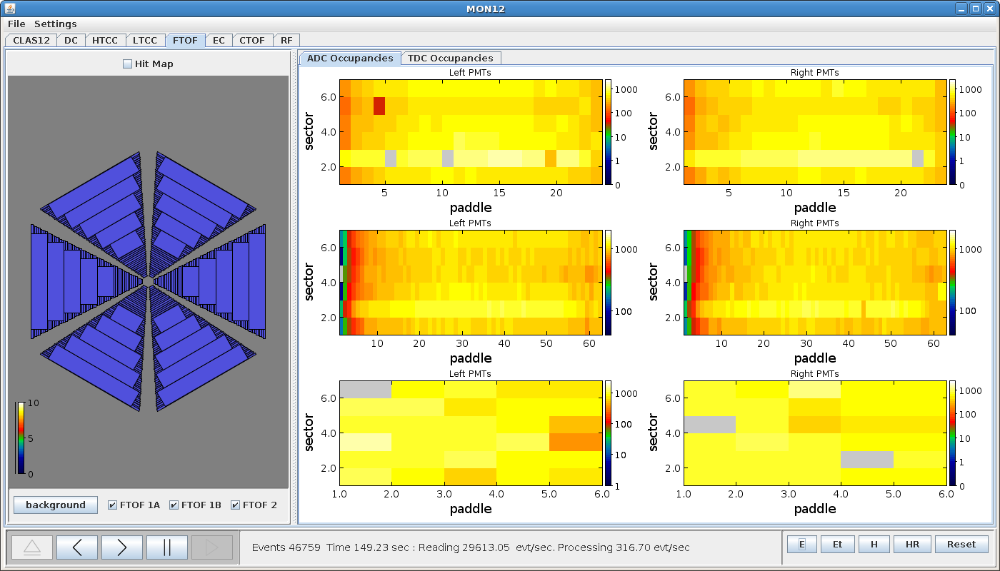 MON12
File Settings
CLAS12 DC HTCC LTCC FTOF EC CTOF RF
Hit Map
10
5
0
background FTOF 1A FTOF 1B FTOF 2
ADC Occupancies TDC Occupancies
Left PMTs
sector
6.0
4.0
2.0
5 10 15 20
paddle
1000
100
10
1
0
Right PMTs
sector
6.0
4.0
2.0
5 10 15 20
paddle
1000
100
10
1
0
Left PMTs
sector
6.0
4.0
2.0
10 20 30 40 50 60
paddle
1000
100
Right PMTs
sector
6.0
4.0
2.0
10 20 30 40 50 60
paddle
1000
100
Left PMTs
sector
6.0
4.0
2.0
1.0 2.0 3.0 4.0 5.0 6.0
paddle
1000
100
10
1
Right PMTs
sector
6.0
4.0
2.0
1.0 2.0 3.0 4.0 5.0 6.0
paddle
1000
100
10
1
0
Events 46759 Time 149.23 sec : Reading 29613.05 evt/sec. Processing 316.70 evt/sec
E Et H HR Reset